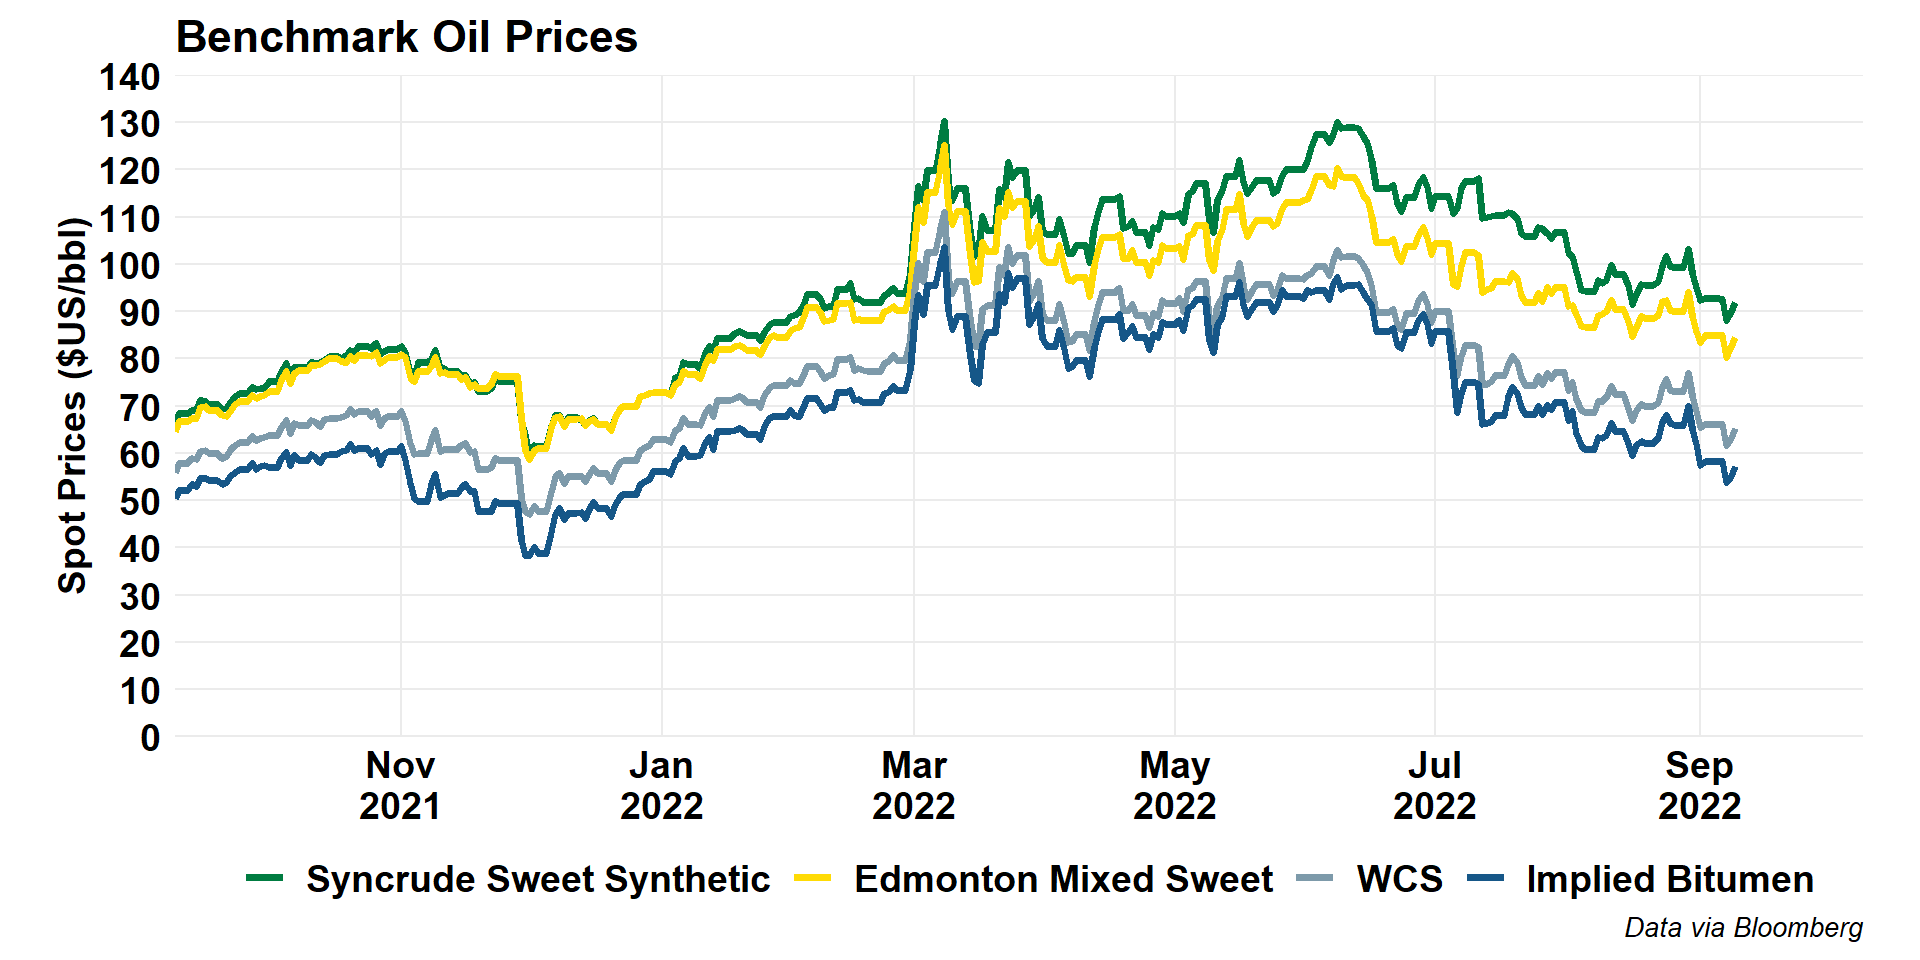 Benchmark Oil Prices
Spot Prices ($US/bbl)
140
130
120
110
100
90
80
70
60
50
40
30
20
10
0
Nov 2021
Jan 2022
Mar 2022
May 2022
Jul 2022
Sep 2022
Syncrude Sweet Synthetic
Edmonton Mixed Sweet
WCS
Implied Bitumen
Data via Bloomberg